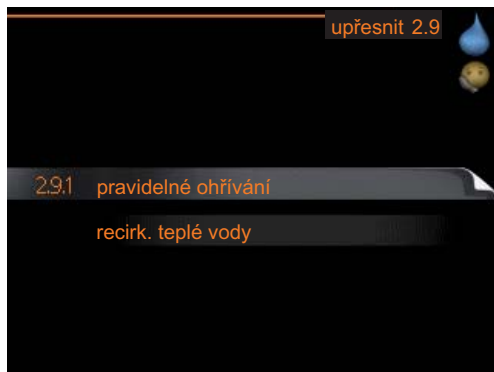 upřesnit 2.9
2.9.1 pravidelné ohřívání
recirk. teplé vody